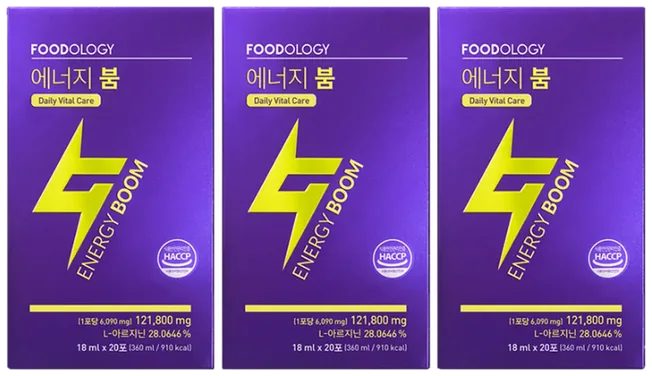 FOODOLOGY
에너지 붐
Daily Vital Care
ENERGY BOOM
HACCP
(1포당 6,090 mg) 121,800 mg
L-아르지닌 28.0646 %
18 ml x 20포 (360 ml / 910 kcal)
FOODOLOGY
에너지 붐
Daily Vital Care
ENERGY BOOM
HACCP
(1포당 6,090 mg) 121,800 mg
L-아르지닌 28.0646 %
18 ml x 20포 (360 ml / 910 kcal)
FOODOLOGY
에너지 붐
Daily Vital Care
ENERGY BOOM
HACCP
(1포당 6,090 mg) 121,800 mg
L-아르지닌 28.0646 %
18 ml x 20포 (360 ml / 910 kcal)